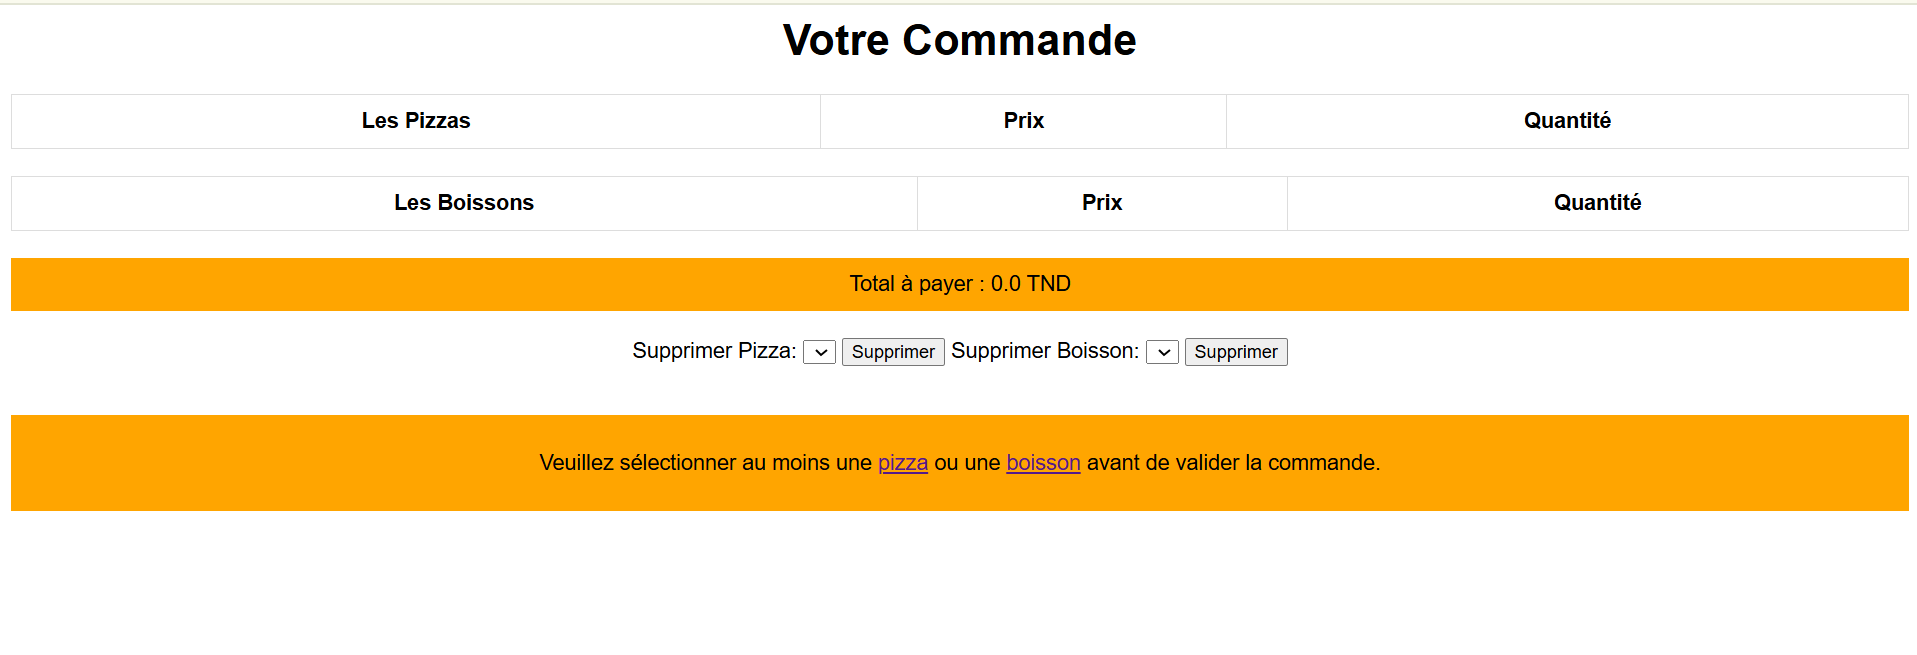 Votre Commande
Les Pizzas Prix Quantité
Les Boissons Prix Quantité
Total à payer : 0.0 TND
Supprimer Pizza: Supprimer Supprimer Boisson: Supprimer
Veuillez sélectionner au moins une pizza ou une boisson avant de valider la commande.